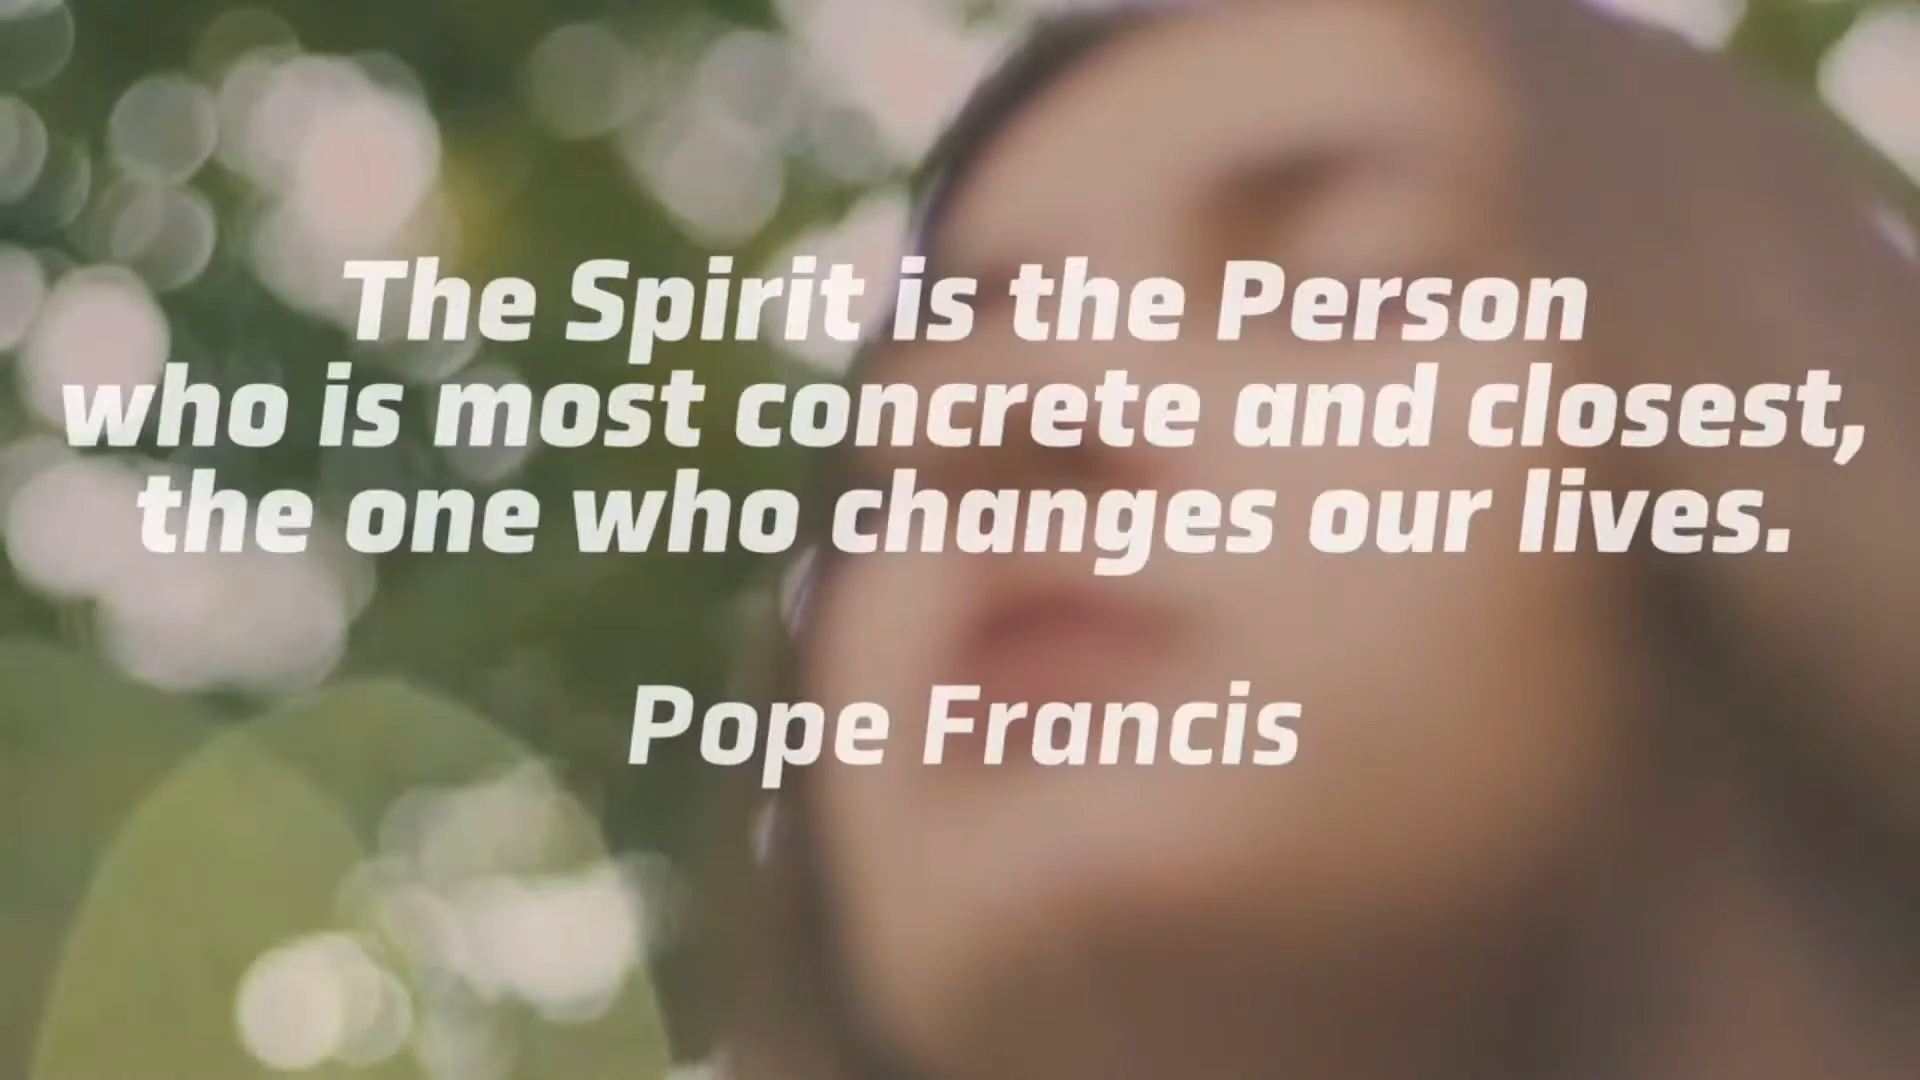 The Spirit is the Person
who is most concrete and closest,
the one who changes our lives.
Pope Francis